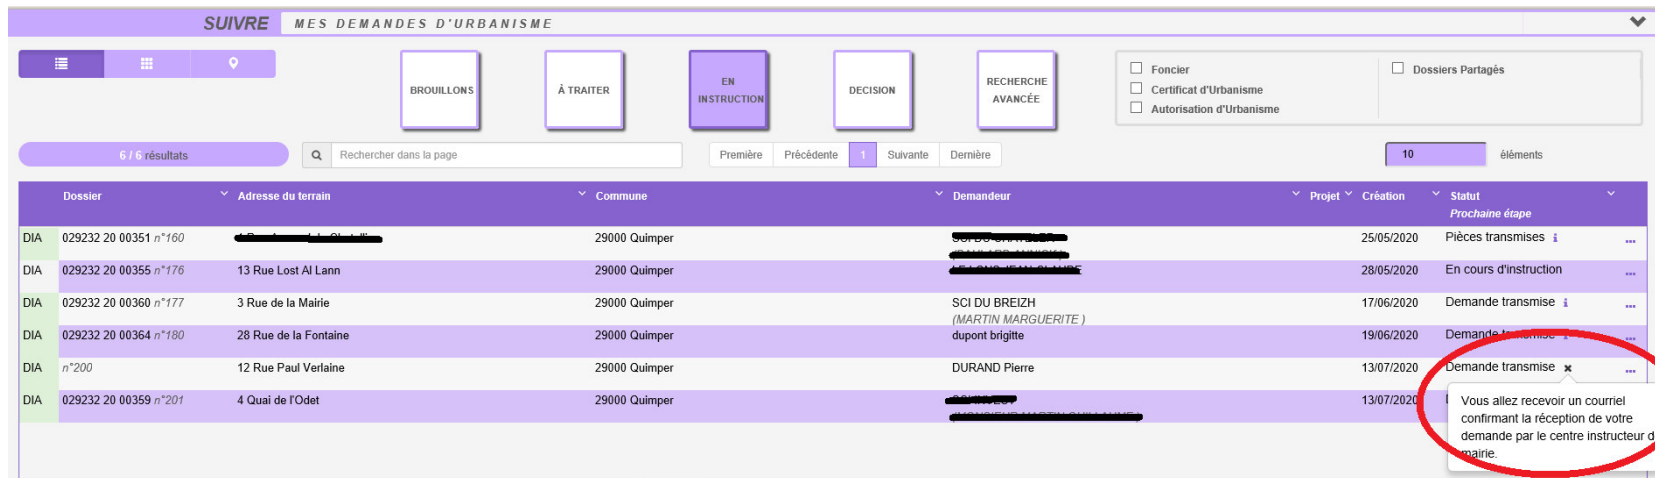 SUIVRE MES DEMANDES D'URBANISME
BROUILLONS
À TRAITER
EN
INSTRUCTION
DECISION
RECHERCHE
AVANCÉE
Foncier
Certificat d'Urbanisme
Autorisation d'Urbanisme
Dossiers Partagés
6 / 6 résultats
Rechercher dans la page
Première Précédente 1 Suivante Dernière
10 éléments
Dossier Adresse du terrain Commune Demandeur Projet Création Statut
Prochaine étape
DIA 029232 20 00351 n°160 29000 Quimper 25/05/2020 Pièces transmises i ...
DIA 029232 20 00355 n°176 13 Rue Lost Al Lann 29000 Quimper 28/05/2020 En cours d'instruction ...
DIA 029232 20 00360 n°177 3 Rue de la Mairie 29000 Quimper SCI DU BREIZH 17/06/2020 Demande transmise i ...
(MARTIN MARGUERITE )
DIA 029232 20 00364 n°180 28 Rue de la Fontaine 29000 Quimper dupont brigitte 19/06/2020 Demande transmise i ...
DIA n°200 12 Rue Paul Verlaine 29000 Quimper DURAND Pierre 13/07/2020 Demande transmise ...
DIA 029232 20 00359 n°201 4 Quai de l'Odet 29000 Quimper 13/07/2020
Vous allez recevoir un courriel
confirmant la réception de votre
demande par le centre instructeur d
mairie.